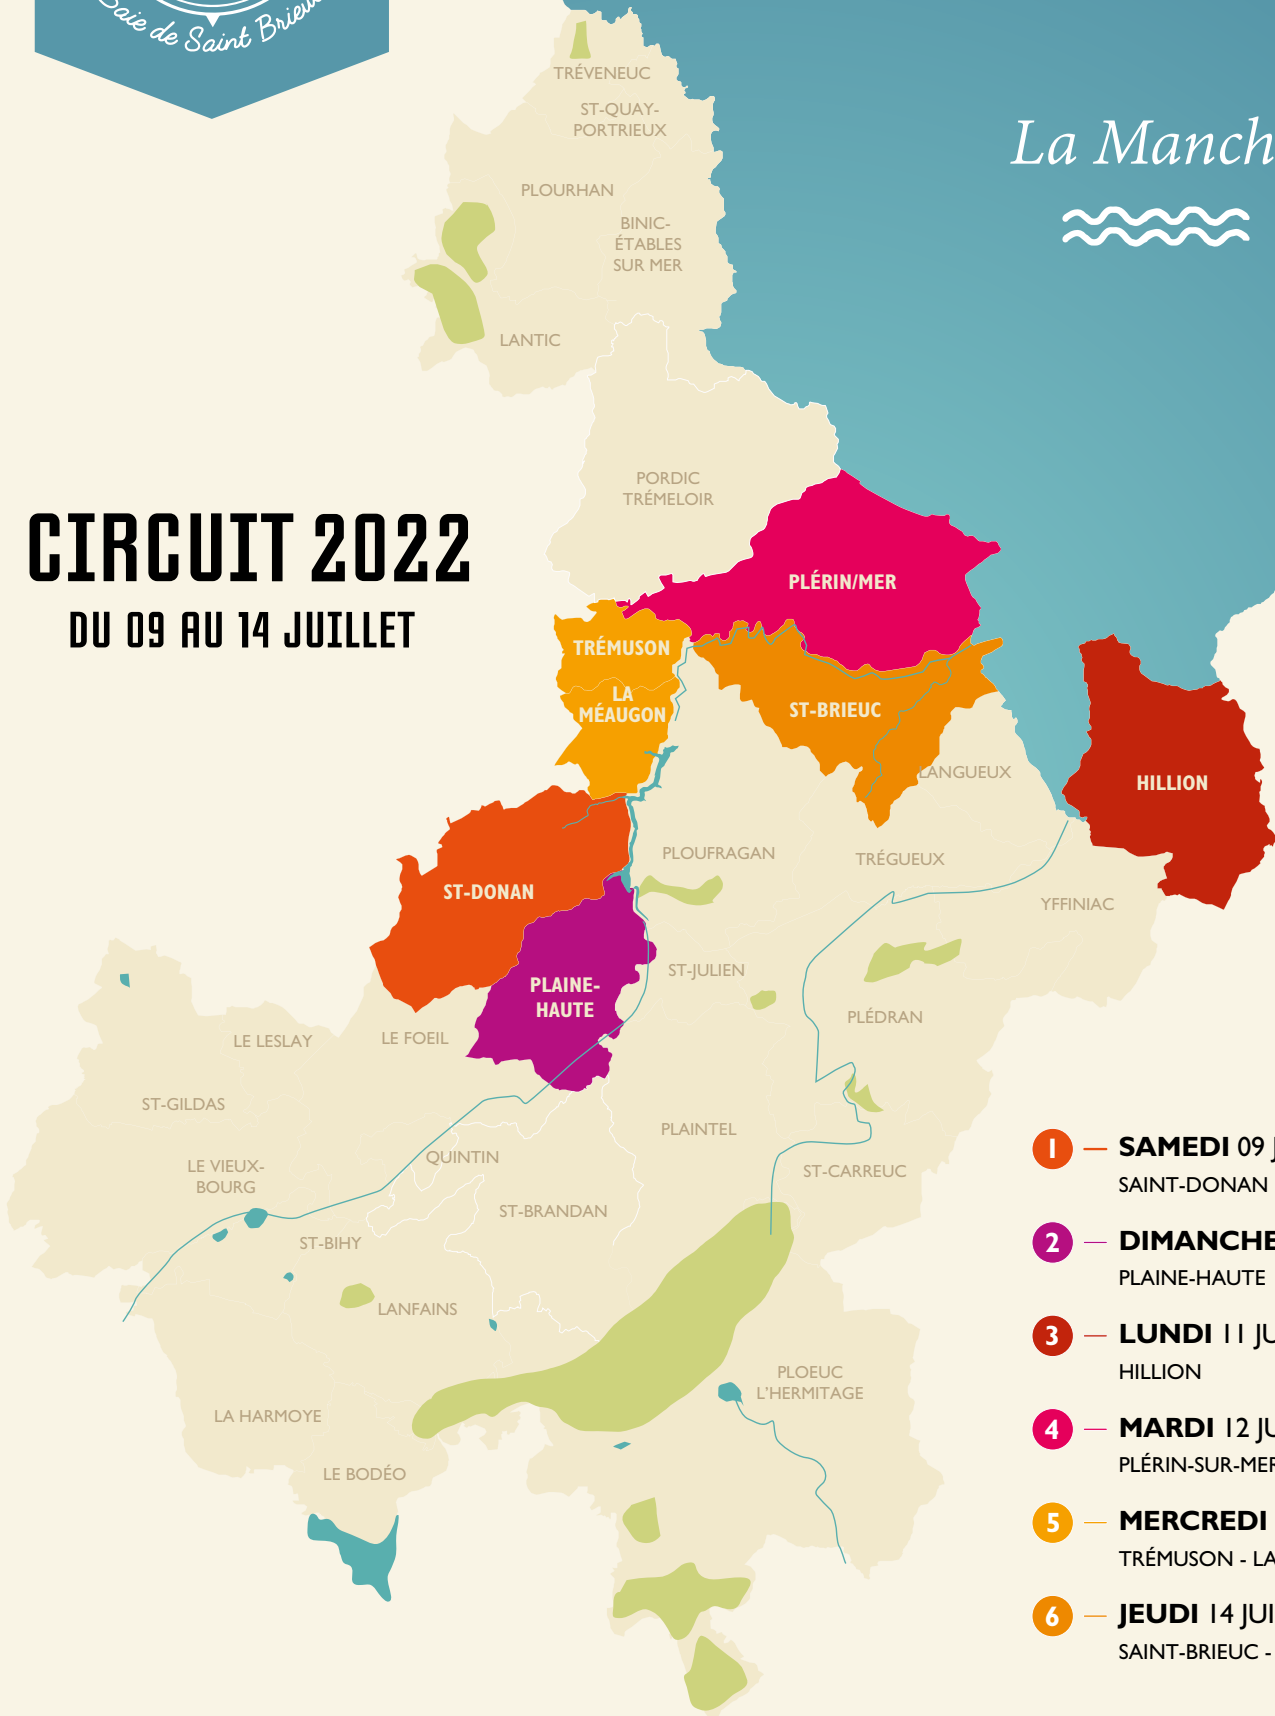 Baie de Saint Brieuc
TRÉVENEUC
ST-QUAY-
PORTRIEUX
La Manch
PLOURHAN
BINIC-
ÉTABLES
SUR MER
LANTIC
PORDIC
TRÉMELOIR
CIRCUIT 2022
DU 09 AU 14 JUILLET
PLÉRIN/MER
TRÉMUSON
LA
MÉAUGON
ST-BRIEUC
LANGUEUX
HILLION
PLOUFRAGAN
TRÉGUEUX
ST-DONAN
YFFINIAC
ST-JULIEN
PLAINE-
HAUTE
PLÉDRAN
LE LESLAY
LE FOEIL
ST-GILDAS
PLAINTEL
QUINTIN
LE VIEUX-
BOURG
ST-CARREUC
ST-BRANDAN
ST-BIHY
LANFAINS
PLOEUC
L'HERMITAGE
LA HARMOYE
LE BODÉO
1 — SAMEDI 09 J
SAINT-DONAN
2 — DIMANCHE
PLAINE-HAUTE
3 — LUNDI 11 JU
HILLION
4 — MARDI 12 JU
PLÉRIN-SUR-MER
5 — MERCREDI
TRÉMUSON - LA
6 — JEUDI 14 JUI
SAINT-BRIEUC -